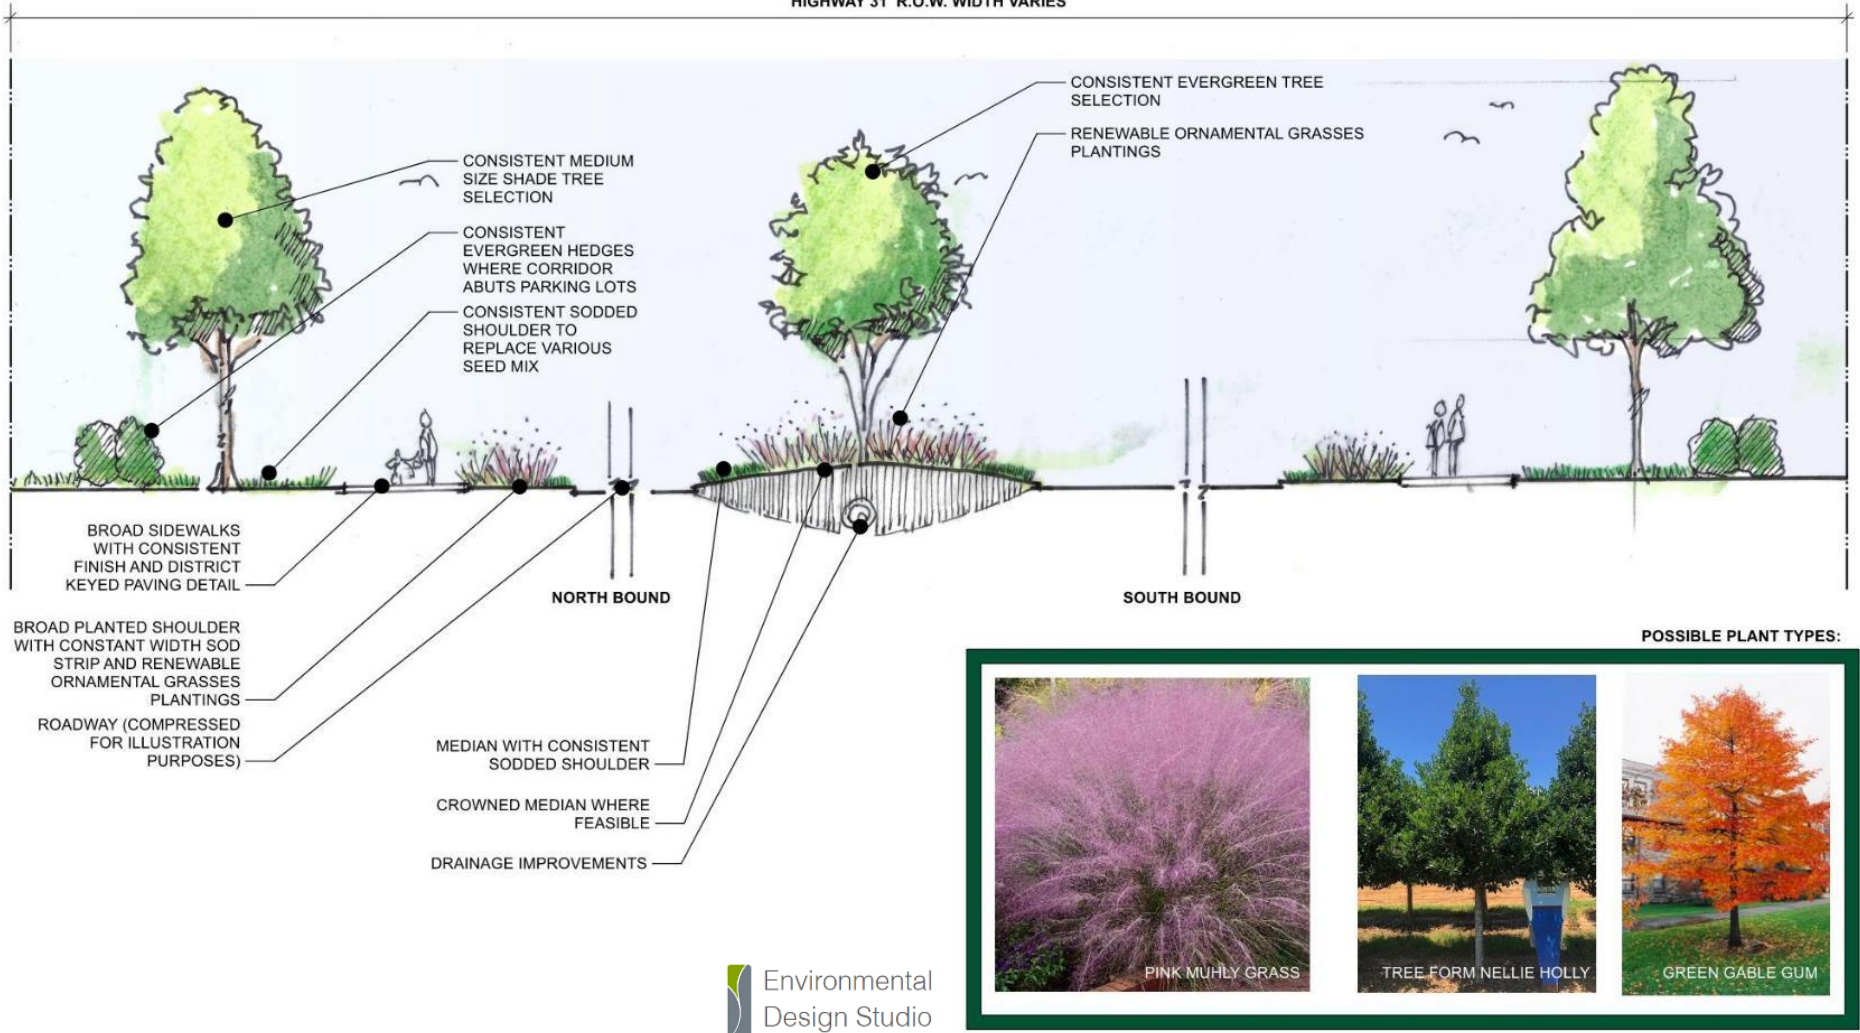 HIGHWAY 31 R.O.W. WIDTH VARIES
CONSISTENT EVERGREEN TREE
SELECTION
RENEWABLE ORNAMENTAL GRASSES
PLANTINGS
CONSISTENT MEDIUM
SIZE SHADE TREE
SELECTION
CONSISTENT
EVERGREEN HEDGES
WHERE CORRIDOR
ABUTS PARKING LOTS
CONSISTENT SODDED
SHOULDER TO
REPLACE VARIOUS
SEED MIX
BROAD SIDEWALKS
WITH CONSISTENT
FINISH AND DISTRICT
KEYED PAVING DETAIL
NORTH BOUND
SOUTH BOUND
BROAD PLANTED SHOULDER
WITH CONSTANT WIDTH SOD
STRIP AND RENEWABLE
ORNAMENTAL GRASSES
PLANTINGS
ROADWAY (COMPRESSED
FOR ILLUSTRATION
PURPOSES)
MEDIAN WITH CONSISTENT
SODDED SHOULDER
CROWNED MEDIAN WHERE
FEASIBLE
DRAINAGE IMPROVEMENTS
POSSIBLE PLANT TYPES:
PINK MUHLY GRASS
TREE FORM NELLIE HOLLY
GREEN GABLE GUM
Environmental
Design Studio